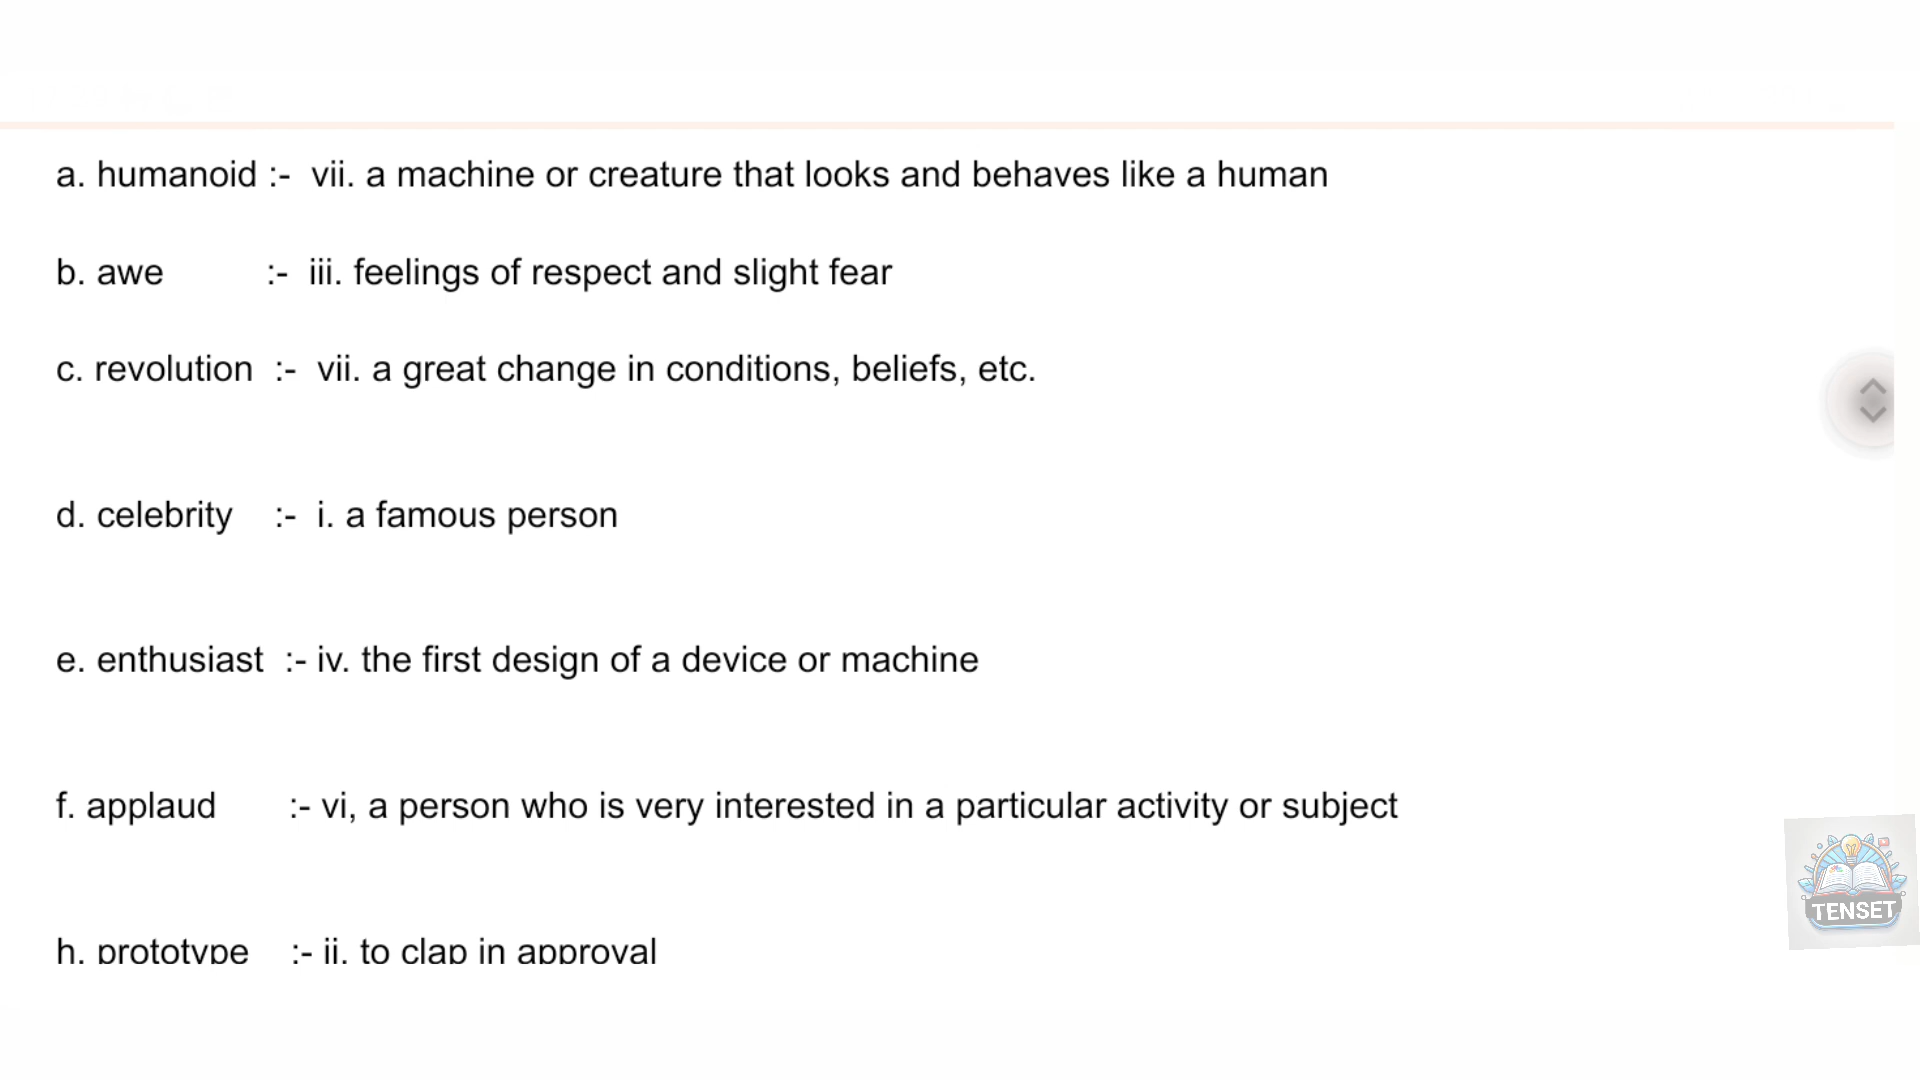 a. humanoid :- vii. a machine or creature that looks and behaves like a human
b. awe :- iii. feelings of respect and slight fear
c. revolution :- vii. a great change in conditions, beliefs, etc.
d. celebrity :- i. a famous person
e. enthusiast :- iv. the first design of a device or machine
f. applaud :- vi, a person who is very interested in a particular activity or subject
h. prototype :- ii. to clap in approval
TENSET